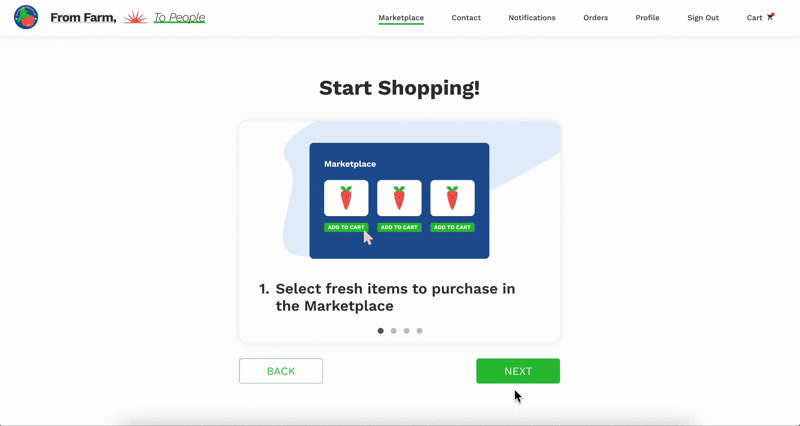 From Farm, To People
Marketplace Contact Notifications Orders Profile Sign Out Cart
Start Shopping!
Marketplace
ADD TO CART ADD TO CART ADD TO CART
1. Select fresh items to purchase in
the Marketplace
BACK NEXT